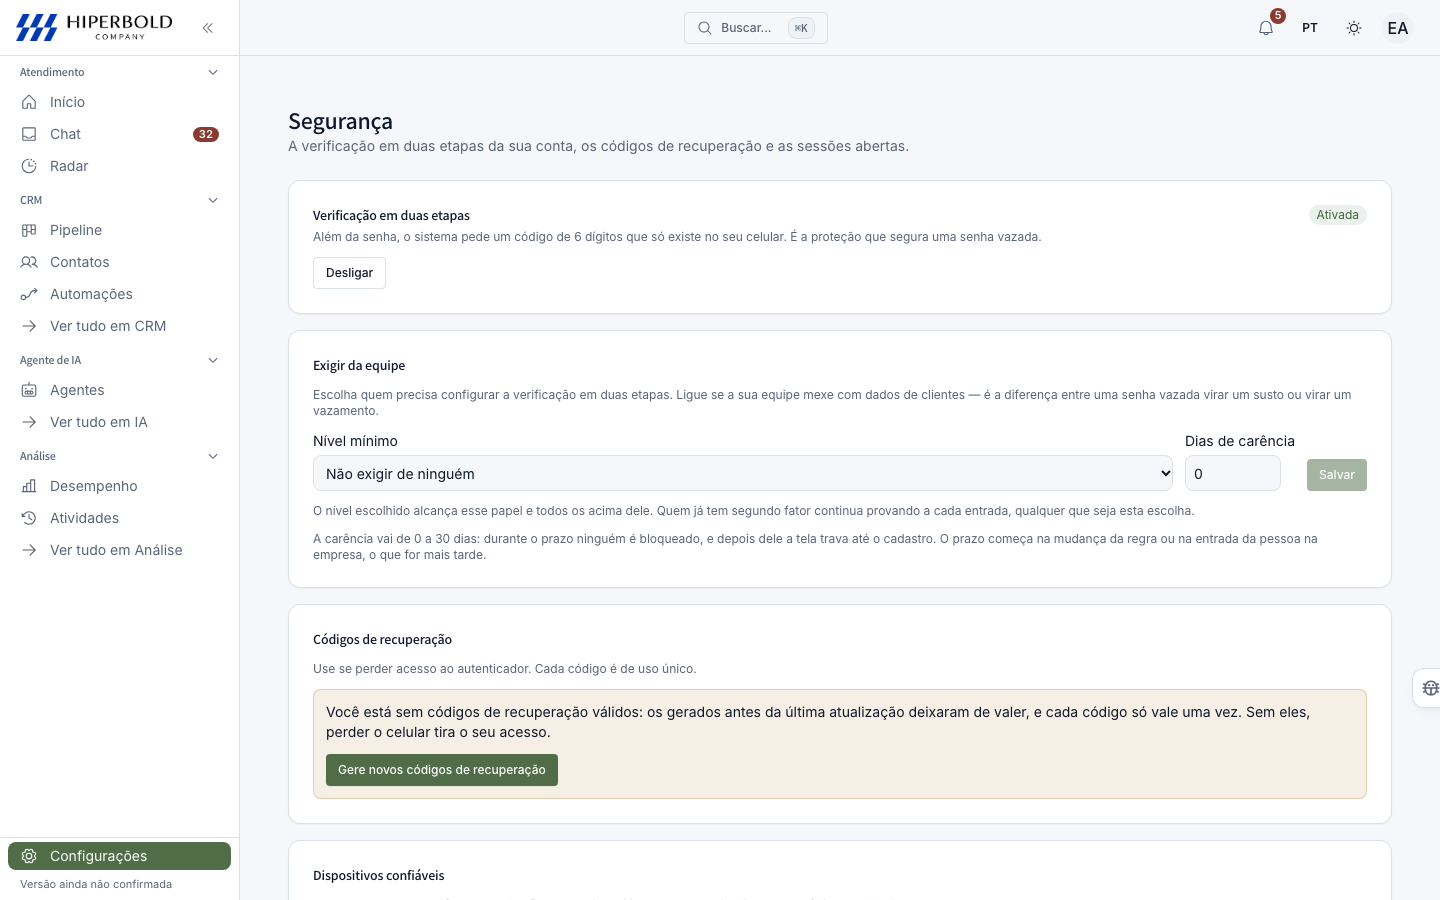 HIPERBOLD
COMPANY
Buscar...
⌘K
5
PT
EA
Atendimento
Início
Chat
32
Radar
CRM
Pipeline
Contatos
Automações
Ver tudo em CRM
Agente de IA
Agentes
Ver tudo em IA
Análise
Desempenho
Atividades
Ver tudo em Análise
Configurações
Versão ainda não confirmada
Segurança
A verificação em duas etapas da sua conta, os códigos de recuperação e as sessões abertas.
Verificação em duas etapas
Ativada
Além da senha, o sistema pede um código de 6 dígitos que só existe no seu celular. É a proteção que segura uma senha vazada.
Desligar
Exigir da equipe
Escolha quem precisa configurar a verificação em duas etapas. Ligue se a sua equipe mexe com dados de clientes — é a diferença entre uma senha vazada virar um susto ou virar um
vazamento.
Nível mínimo
Dias de carência
Não exigir de ninguém
0
Salvar
O nível escolhido alcança esse papel e todos os acima dele. Quem já tem segundo fator continua provando a cada entrada, qualquer que seja esta escolha.
A carência vai de 0 a 30 dias: durante o prazo ninguém é bloqueado, e depois dele a tela trava até o cadastro. O prazo começa na mudança da regra ou na entrada da pessoa na
empresa, o que for mais tarde.
Códigos de recuperação
Use se perder acesso ao autenticador. Cada código é de uso único.
Você está sem códigos de recuperação válidos: os gerados antes da última atualização deixaram de valer, e cada código só vale uma vez. Sem eles,
perder o celular tira o seu acesso.
Gere novos códigos de recuperação
Dispositivos confiáveis